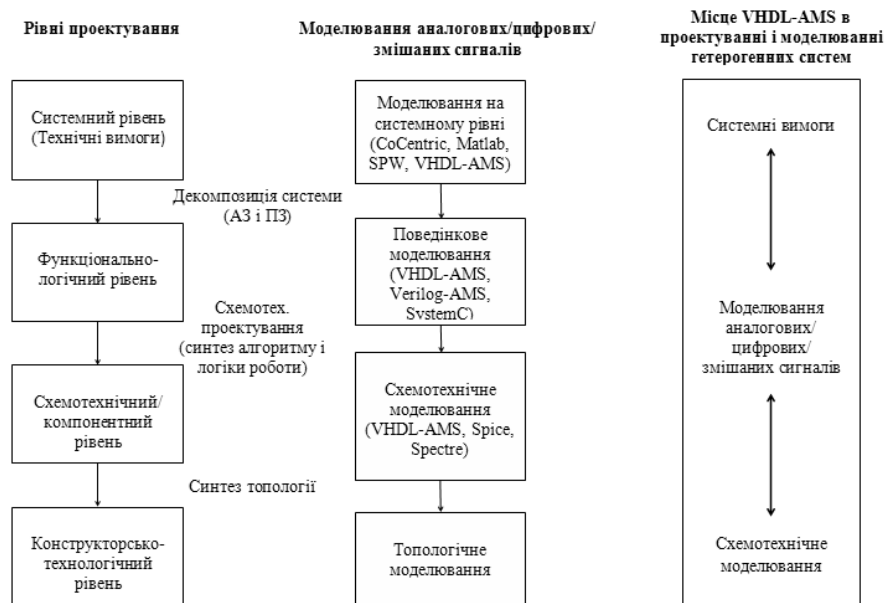 Рівні проектування
Системний рівень
(Технічні вимоги)
Декомпозиція системи
(АЗ і ПЗ)
Функціонально-
логічний рівень
Схемотех.
проектування
(синтез алгоритму і
логіки роботи)
Схемотехнічний/
компонентний
рівень
Синтез топології
Конструкторсько-
технологічний
рівень
Моделювання аналогових/цифрових/
змішаних сигналів
Моделювання на
системному рівні
(CoCentric, Matlab,
SPW, VHDL-AMS)
Поведінкове
моделювання
(VHDL-AMS,
Verilog-AMS,
SystemC)
Схемотехнічне
моделювання
(VHDL-AMS, Spice,
Spectre)
Топологічне
моделювання
Місце VHDL-AMS в
проектуванні і моделюванні
гетерогенних систем
Системні вимоги
Моделювання
аналогових/
цифрових/
змішаних сигналів
Схемотехнічне
моделювання